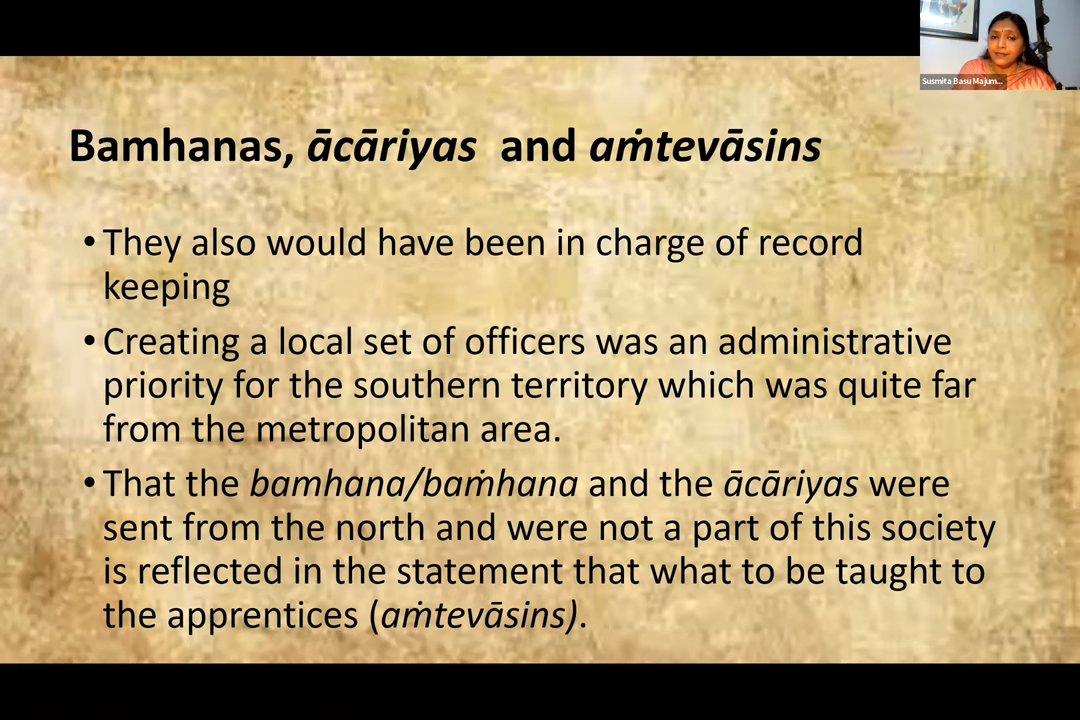 Susmita Basu Majum...
Bamhanas, ācāriyas and aṁtevāsins
• They also would have been in charge of record
keeping
• Creating a local set of officers was an administrative
priority for the southern territory which was quite far
from the metropolitan area.
• That the bamhana/baṁhana and the ācāriyas were
sent from the north and were not a part of this society
is reflected in the statement that what to be taught to
the apprentices (aṁtevāsins).